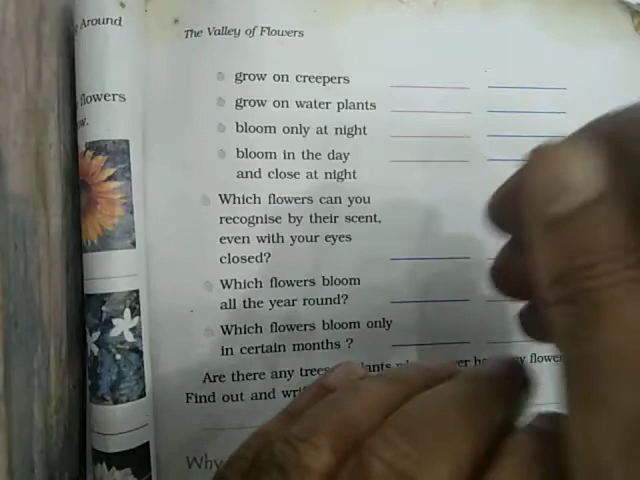 Around
The Valley of Flowers
flowers
grow on creepers
grow on water plants
bloom only at night
bloom in the day
and close at night
Which flowers can you
recognise by their scent,
even with your eyes
closed?
Which flowers bloom
all the year round?
Which flowers bloom only
in certain months ?
Are there any trees
Find out and
Why